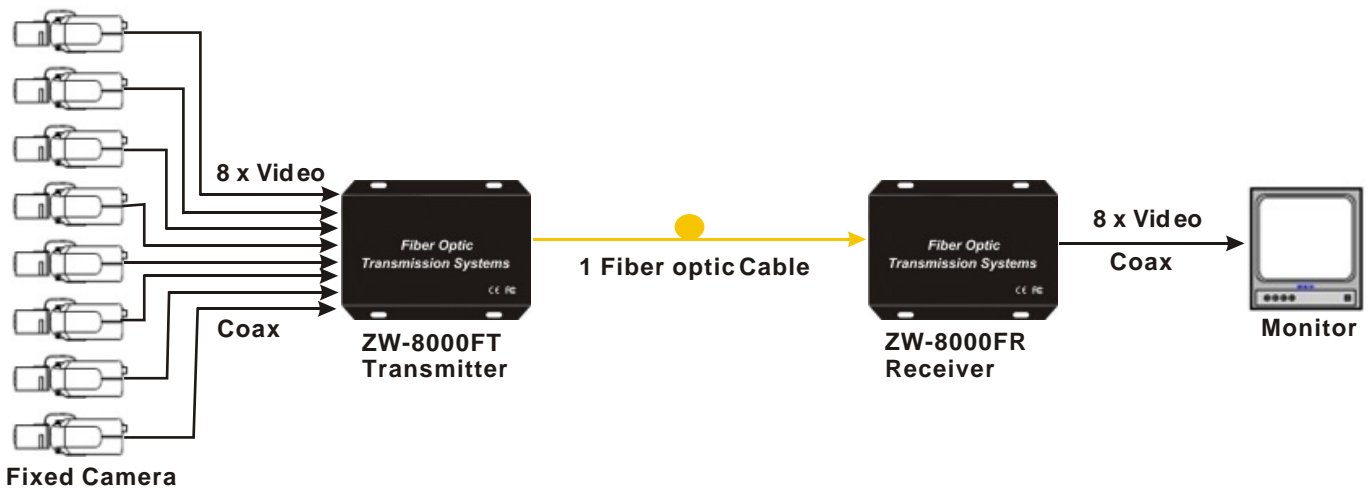 8 x Video
Coax
Fixed Camera
Fiber Optic
Transmission Systems
CE FC
ZW-8000FT
Transmitter
1 Fiber optic Cable
Fiber Optic
Transmission Systems
CE FC
ZW-8000FR
Receiver
8 x Video
Coax
Monitor